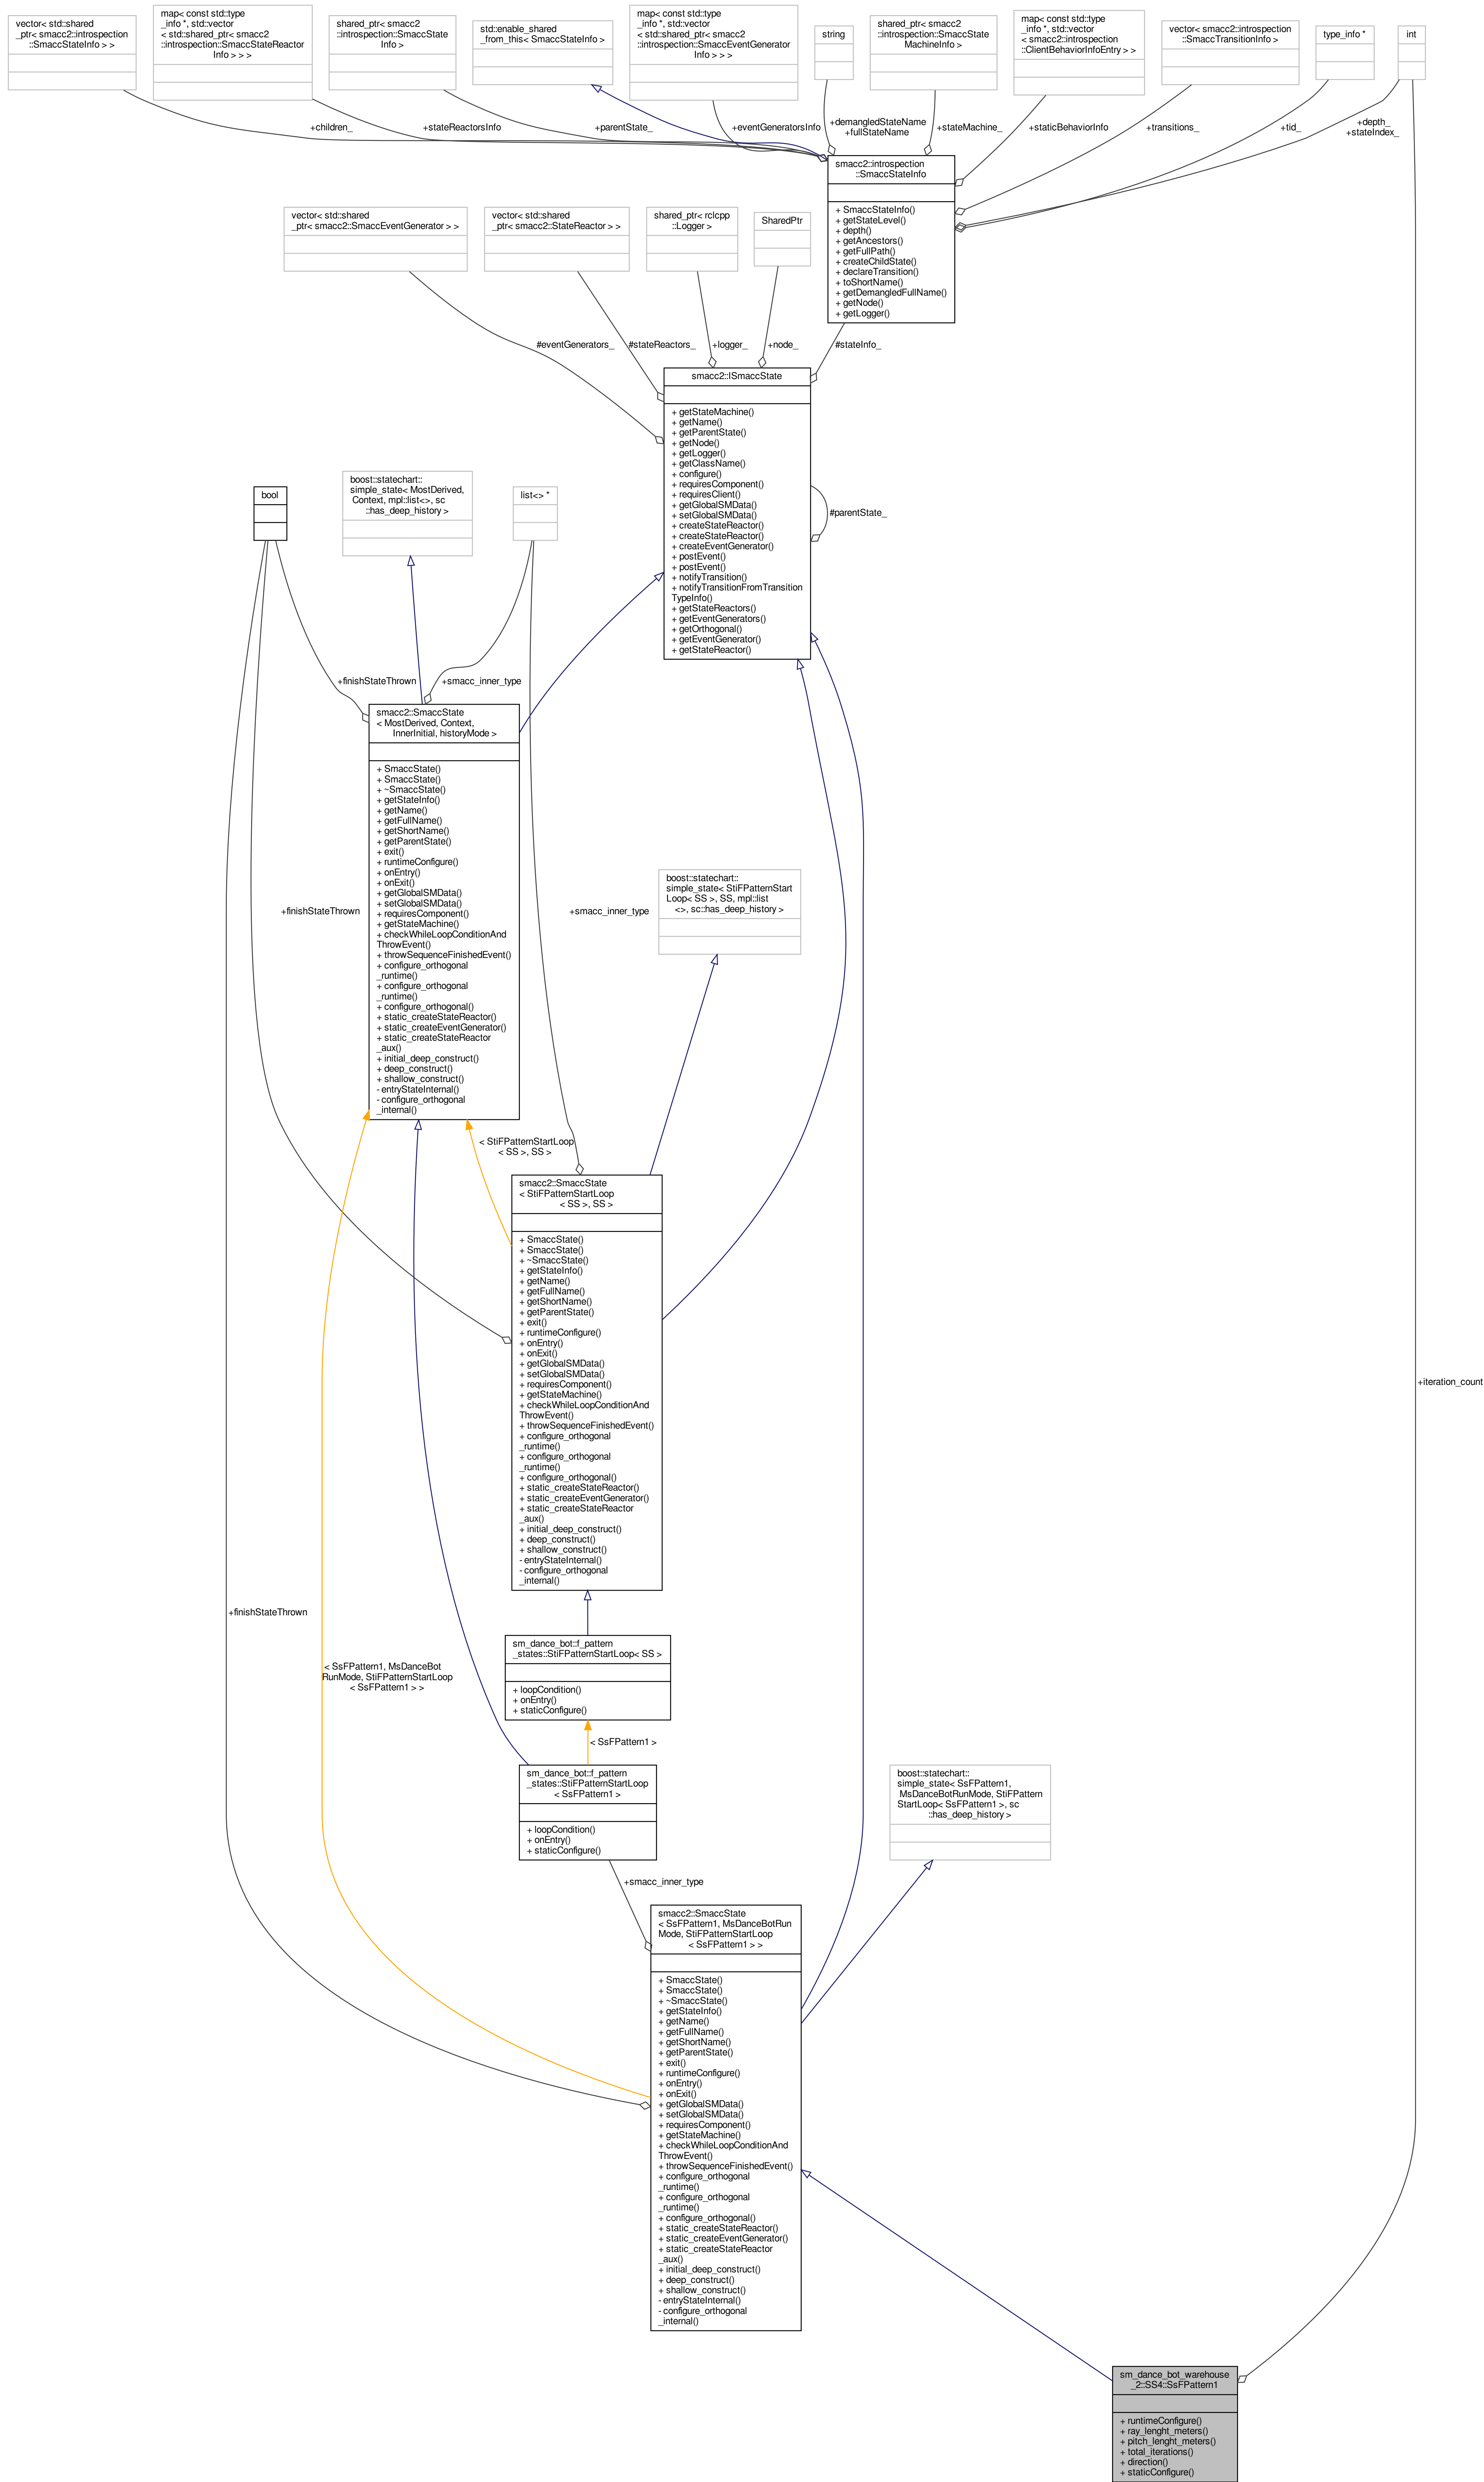 vector< std::shared
_ptr< smacc2::introspection
::SmaccStateInfo > >
map< const std::type
_info *, std::vector
< std::shared_ptr< smacc2
::introspection::SmaccStateReactor
Info > > >
shared_ptr< smacc2
::introspection::SmaccState
Info >
std::enable_shared
_from_this< SmaccStateInfo >
map< const std::type
_info *, std::vector
< std::shared_ptr< smacc2
::introspection::SmaccEventGenerator
Info > > >
string
shared_ptr< smacc2
::introspection::SmaccState
MachineInfo >
map< const std::type
_info *, std::vector
< smacc2::introspection
::ClientBehaviorInfoEntry > >
vector< smacc2::introspection
::SmaccTransitionInfo >
type_info *
int
+children_
+stateReactorsInfo
+parentState_
+eventGeneratorsInfo
+demangledStateName
+fullStateName
+stateMachine_
+staticBehaviorInfo
+transitions_
+tid_
+depth_
+stateIndex_
smacc2::introspection
::SmaccStateInfo
+ SmaccStateInfo()
+ getStateLevel()
+ depth()
+ getAncestors()
+ getFullPath()
+ createChildState()
+ declareTransition()
+ toShortName()
+ getDemangledFullName()
+ getNode()
+ getLogger()
vector< std::shared
_ptr< smacc2::SmaccEventGenerator > >
vector< std::shared
_ptr< smacc2::StateReactor > >
shared_ptr< rclcpp
::Logger >
SharedPtr
#eventGenerators_
#stateReactors_
+logger_
+node_
#stateInfo_
smacc2::ISmaccState
+ getStateMachine()
+ getName()
+ getParentState()
+ getNode()
+ getLogger()
+ getClassName()
+ configure()
+ requiresComponent()
+ requiresClient()
+ getGlobalSMData()
+ setGlobalSMData()
+ createStateReactor()
+ createStateReactor()
+ createEventGenerator()
+ postEvent()
+ postEvent()
+ notifyTransition()
+ notifyTransitionFromTransition
TypeInfo()
+ getStateReactors()
+ getEventGenerators()
+ getOrthogonal()
+ getEventGenerator()
+ getStateReactor()
#parentState_
bool
boost::statechart::
simple_state< MostDerived,
Context, mpl::list<>, sc
::has_deep_history >
list<> *
+finishStateThrown
+smacc_inner_type
smacc2::SmaccState
< MostDerived, Context,
InnerInitial, historyMode >
+ SmaccState()
+ SmaccState()
+ ~SmaccState()
+ getStateInfo()
+ getName()
+ getFullName()
+ getShortName()
+ getParentState()
+ exit()
+ runtimeConfigure()
+ onEntry()
+ onExit()
+ getGlobalSMData()
+ setGlobalSMData()
+ requiresComponent()
+ getStateMachine()
+ checkWhileLoopConditionAnd
ThrowEvent()
+ throwSequenceFinishedEvent()
+ configure_orthogonal
_runtime()
+ configure_orthogonal
_runtime()
+ configure_orthogonal()
+ static_createStateReactor()
+ static_createEventGenerator()
+ static_createStateReactor
_aux()
+ initial_deep_construct()
+ deep_construct()
+ shallow_construct()
- entryStateInternal()
- configure_orthogonal
_internal()
+finishStateThrown
+smacc_inner_type
boost::statechart::
simple_state< StiFPatternStart
Loop< SS >, SS, mpl::list
<>, sc::has_deep_history >
< StiFPatternStartLoop
< SS >, SS >
smacc2::SmaccState
< StiFPatternStartLoop
< SS >, SS >
+ SmaccState()
+ SmaccState()
+ ~SmaccState()
+ getStateInfo()
+ getName()
+ getFullName()
+ getShortName()
+ getParentState()
+ exit()
+ runtimeConfigure()
+ onEntry()
+ onExit()
+ getGlobalSMData()
+ setGlobalSMData()
+ requiresComponent()
+ getStateMachine()
+ checkWhileLoopConditionAnd
ThrowEvent()
+ throwSequenceFinishedEvent()
+ configure_orthogonal
_runtime()
+ configure_orthogonal
_runtime()
+ configure_orthogonal()
+ static_createStateReactor()
+ static_createEventGenerator()
+ static_createStateReactor
_aux()
+ initial_deep_construct()
+ deep_construct()
+ shallow_construct()
- entryStateInternal()
- configure_orthogonal
_internal()
+iteration_count
+finishStateThrown
< SsFPattern1, MsDanceBot
RunMode, StiFPatternStartLoop
< SsFPattern1 > >
sm_dance_bot::f_pattern
_states::StiFPatternStartLoop< SS >
+ loopCondition()
+ onEntry()
+ staticConfigure()
< SsFPattern1 >
sm_dance_bot::f_pattern
_states::StiFPatternStartLoop
< SsFPattern1 >
+ loopCondition()
+ onEntry()
+ staticConfigure()
boost::statechart::
simple_state< SsFPattern1,
MsDanceBotRunMode, StiFPattern
StartLoop< SsFPattern1 >, sc
::has_deep_history >
+smacc_inner_type
smacc2::SmaccState
< SsFPattern1, MsDanceBotRun
Mode, StiFPatternStartLoop
< SsFPattern1 > >
+ SmaccState()
+ SmaccState()
+ ~SmaccState()
+ getStateInfo()
+ getName()
+ getFullName()
+ getShortName()
+ getParentState()
+ exit()
+ runtimeConfigure()
+ onEntry()
+ onExit()
+ getGlobalSMData()
+ setGlobalSMData()
+ requiresComponent()
+ getStateMachine()
+ checkWhileLoopConditionAnd
ThrowEvent()
+ throwSequenceFinishedEvent()
+ configure_orthogonal
_runtime()
+ configure_orthogonal
_runtime()
+ configure_orthogonal()
+ static_createStateReactor()
+ static_createEventGenerator()
+ static_createStateReactor
_aux()
+ initial_deep_construct()
+ deep_construct()
+ shallow_construct()
- entryStateInternal()
- configure_orthogonal
_internal()
sm_dance_bot_warehouse
_2::SS4::SsFPattern1
+ runtimeConfigure()
+ ray_lenght_meters()
+ pitch_lenght_meters()
+ total_iterations()
+ direction()
+ staticConfigure()